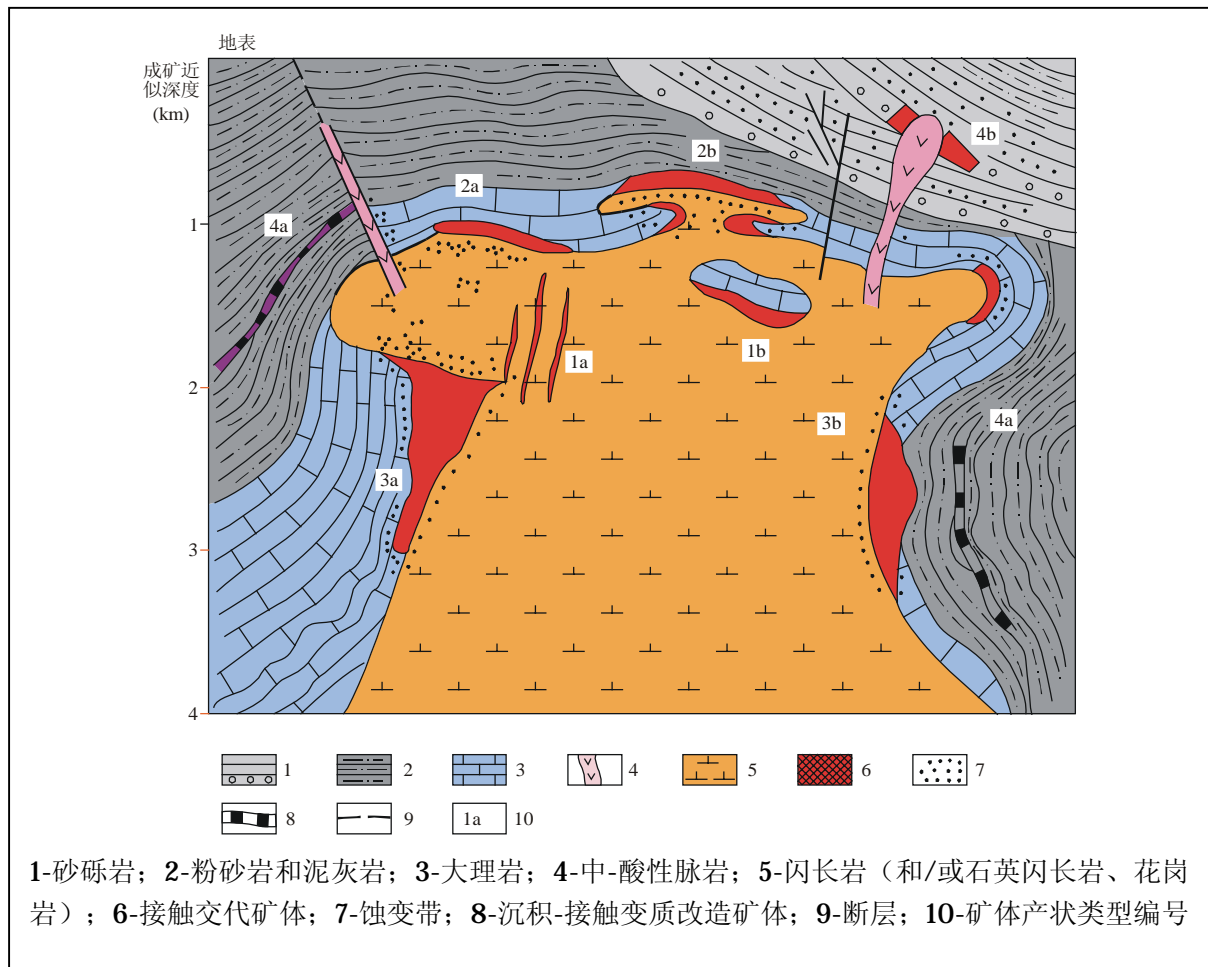 地表
成矿近
似深度
(km)
4b
2b
2a
1
4a
1a
1b
2
3b
4a
3a
3
4
1
2
3
4
5
6
7
8
9
1a
10
1-砂砾岩；2-粉砂岩和泥灰岩；3-大理岩；4-中-酸性脉岩；5-闪长岩（和/或石英闪长岩、花岗
岩）；6-接触交代矿体；7-蚀变带；8-沉积-接触变质改造矿体；9-断层；10-矿体产状类型编号